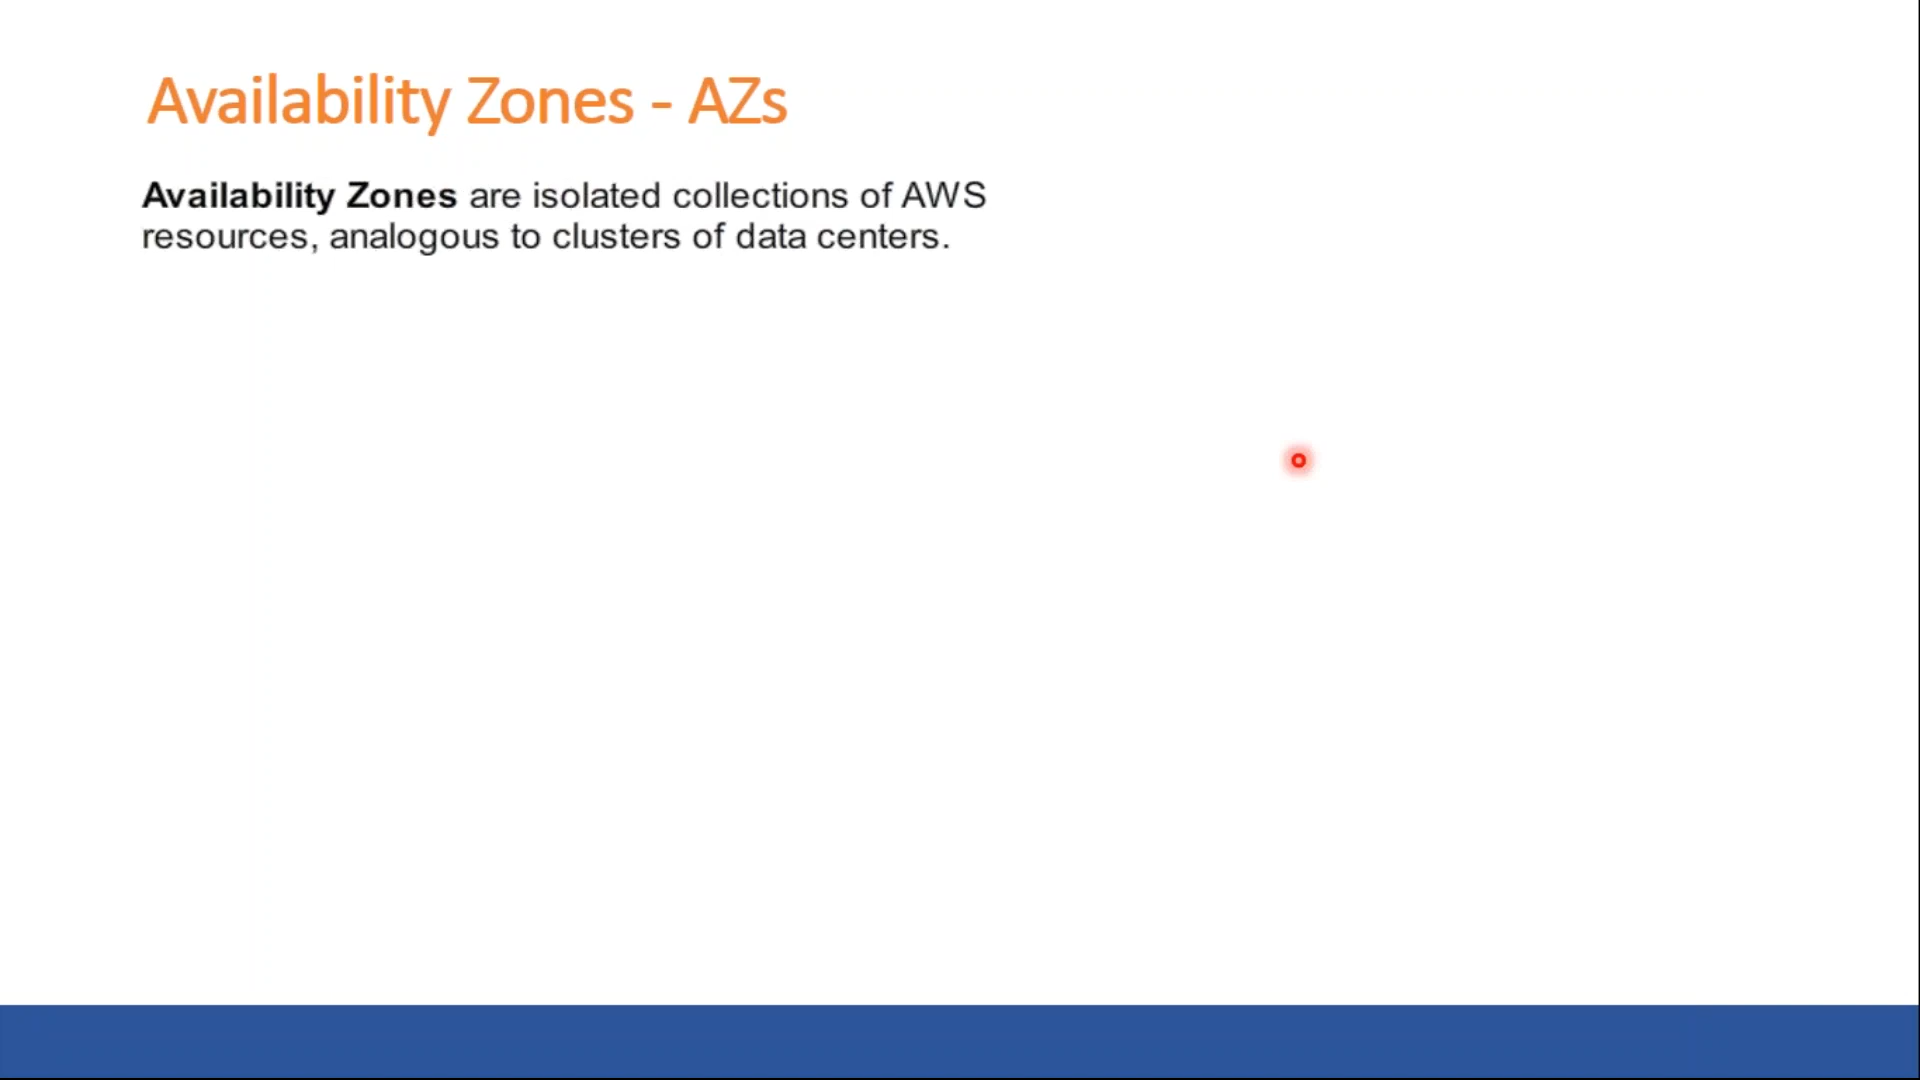 Availability Zones - AZs
Availability Zones are isolated collections of AWS
resources, analogous to clusters of data centers.